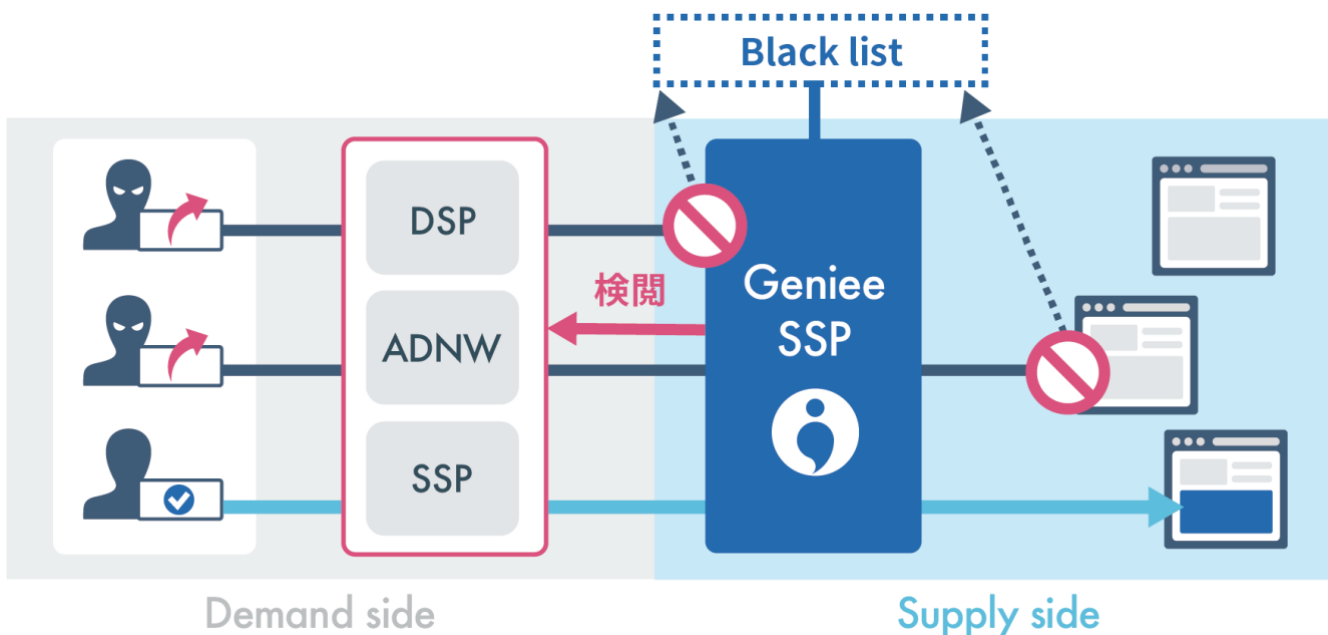 Black list
DSP
検閲
Geniee
SSP
ADNW
SSP
Demand side
Supply side